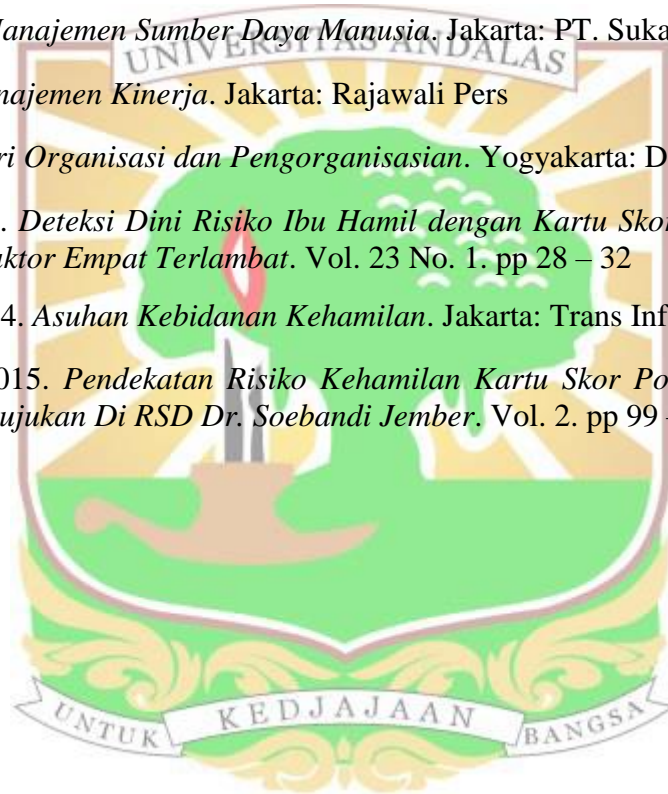 Manajemen Sumber Daya Manusia. Jakarta: PT. Suka
UNIVERSITAS ANDALAS
najemen Kinerja. Jakarta: Rajawali Pers
ri Organisasi dan Pengorganisasian. Yogyakarta: D
. Deteksi Dini Risiko Ibu Hamil dengan Kartu Skor
aktor Empat Terlambat. Vol. 23 No. 1. pp 28 – 32
4. Asuhan Kebidanan Kehamilan. Jakarta: Trans Inf
015. Pendekatan Risiko Kehamilan Kartu Skor Po
ujukan Di RSD Dr. Soebandi Jember. Vol. 2. pp 99
UNTUK KEDJAJAAN BANGSA